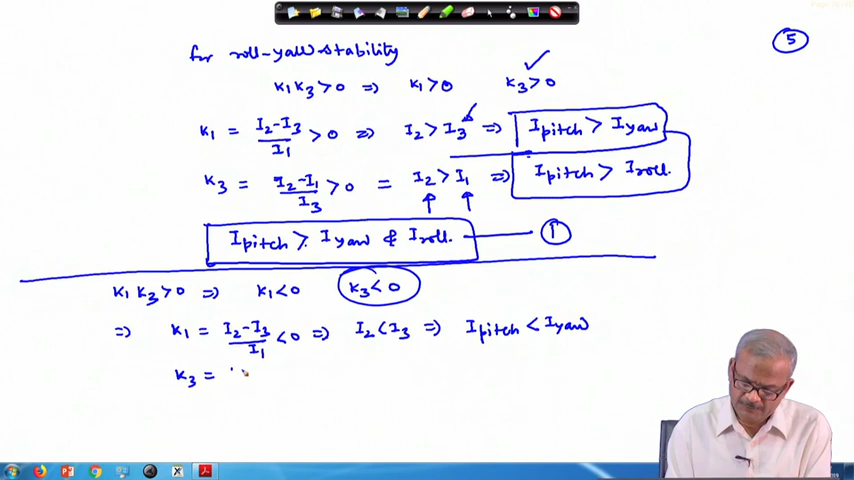 5
for roll-yaw stability
K₁K₃>0 ⇒ K₁>0 K₃>0
K₁ = (I₂-I₃)/I₁ >0 ⇒ I₂>I₃ ⇒ Ipitch > Iyaw
K₃ = (I₂-I₁)/I₃ >0 = I₂>I₁ ⇒ Ipitch > Iroll.
Ipitch > Iyaw & Iroll. 1
K₁K₃>0 ⇒ K₁<0 K₃<0
⇒ K₁ = (I₂-I₃)/I₁ <0 ⇒ I₂<I₃ ⇒ Ipitch < Iyaw
K₃ =